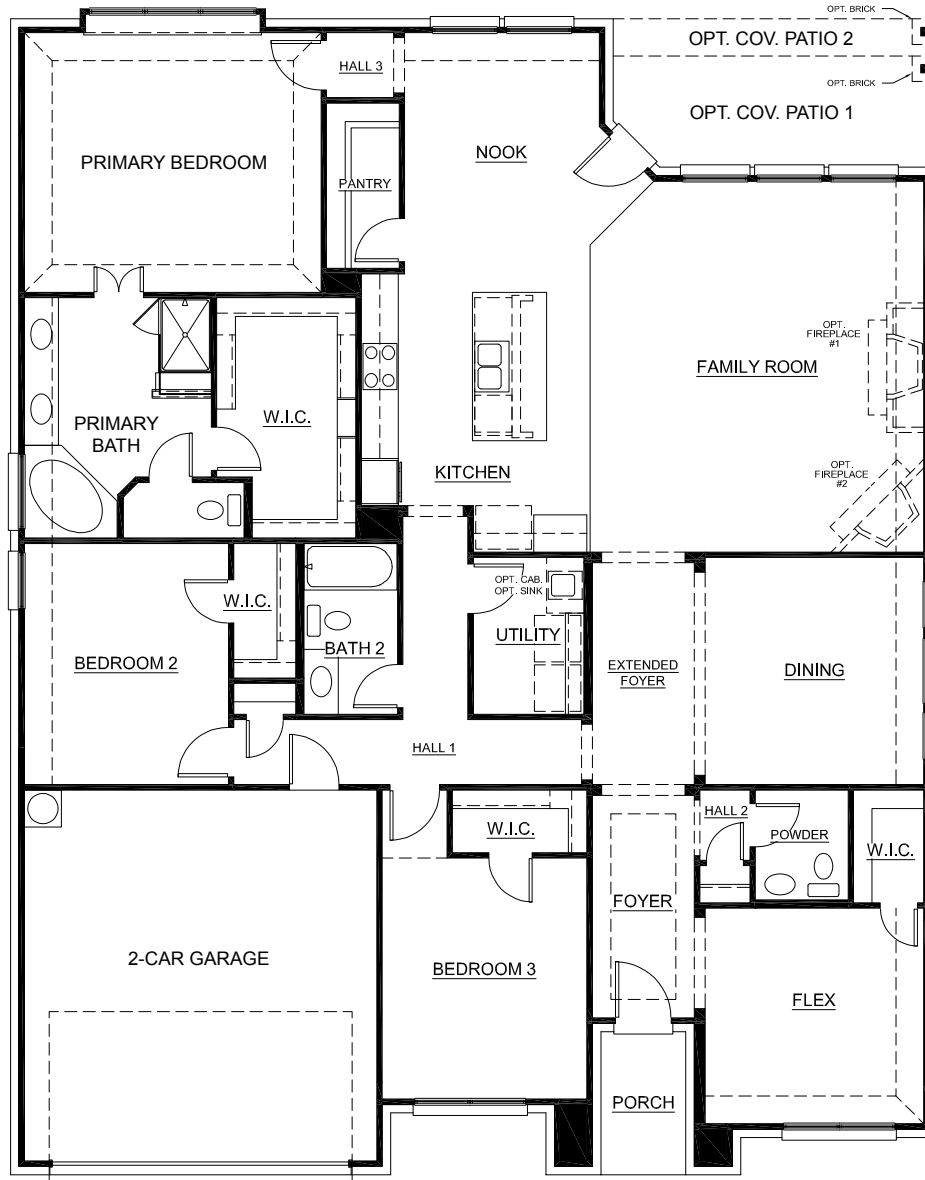 OPT. BRICK
OPT. COV. PATIO 2
HALL 3
OPT. BRICK
OPT. COV. PATIO 1
NOOK
PRIMARY BEDROOM
PANTRY
OPT.
FIREPLACE
#1
FAMILY ROOM
W.I.C.
PRIMARY
BATH
KITCHEN
OPT.
FIREPLACE
#2
OPT. CAB.
OPT. SINK
W.I.C.
UTILITY
BATH 2
BEDROOM 2
EXTENDED
FOYER
DINING
HALL 1
HALL 2
W.I.C.
POWDER
W.I.C.
FOYER
2-CAR GARAGE
BEDROOM 3
FLEX
PORCH